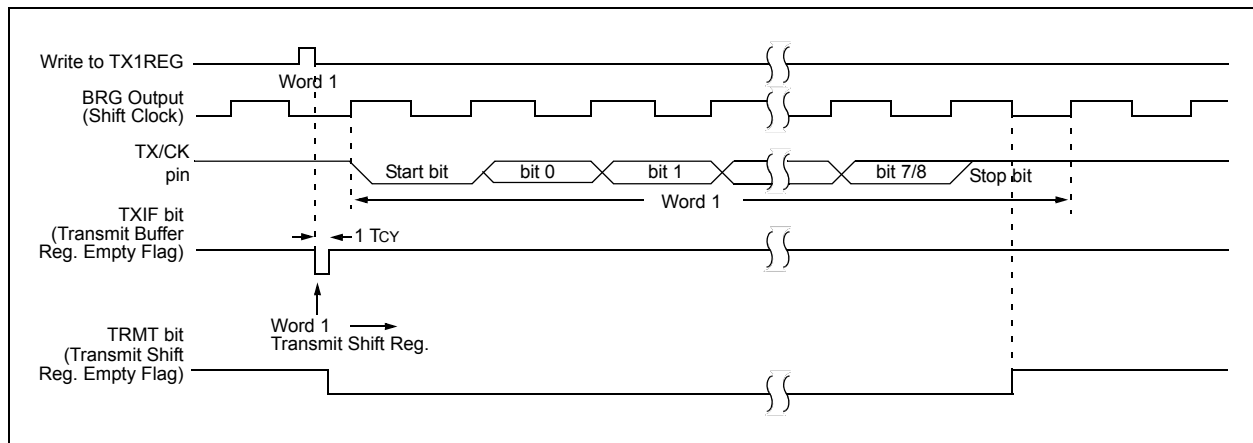 Write to TX1REG
Word 1
BRG Output
(Shift Clock)
TX/CK
pin
Start bit
bit 0
bit 1
bit 7/8
Stop bit
Word 1
TXIF bit
(Transmit Buffer
Reg. Empty Flag)
1 TCY
Word 1
Transmit Shift Reg.
TRMT bit
(Transmit Shift
Reg. Empty Flag)